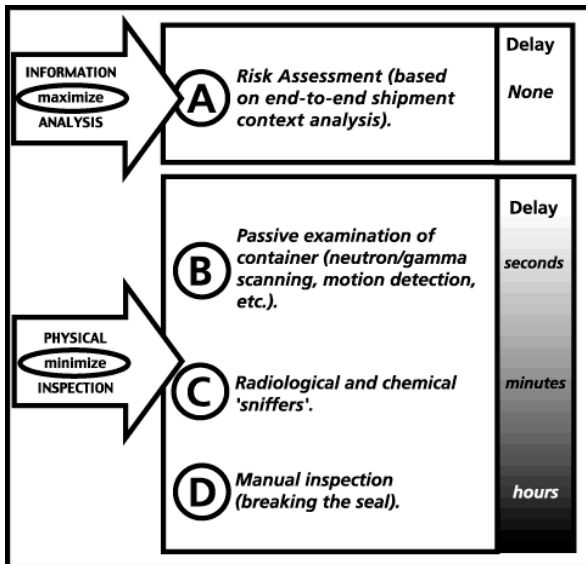 INFORMATION
maximize
ANALYSIS
A
Risk Assessment (based
on end-to-end shipment
context analysis).
Delay
None
PHYSICAL
minimize
INSPECTION
B
Passive examination of
container (neutron/gamma
scanning, motion detection,
etc.).
C
Radiological and chemical
'sniffers'.
D
Manual inspection
(breaking the seal).
Delay
seconds
minutes
hours